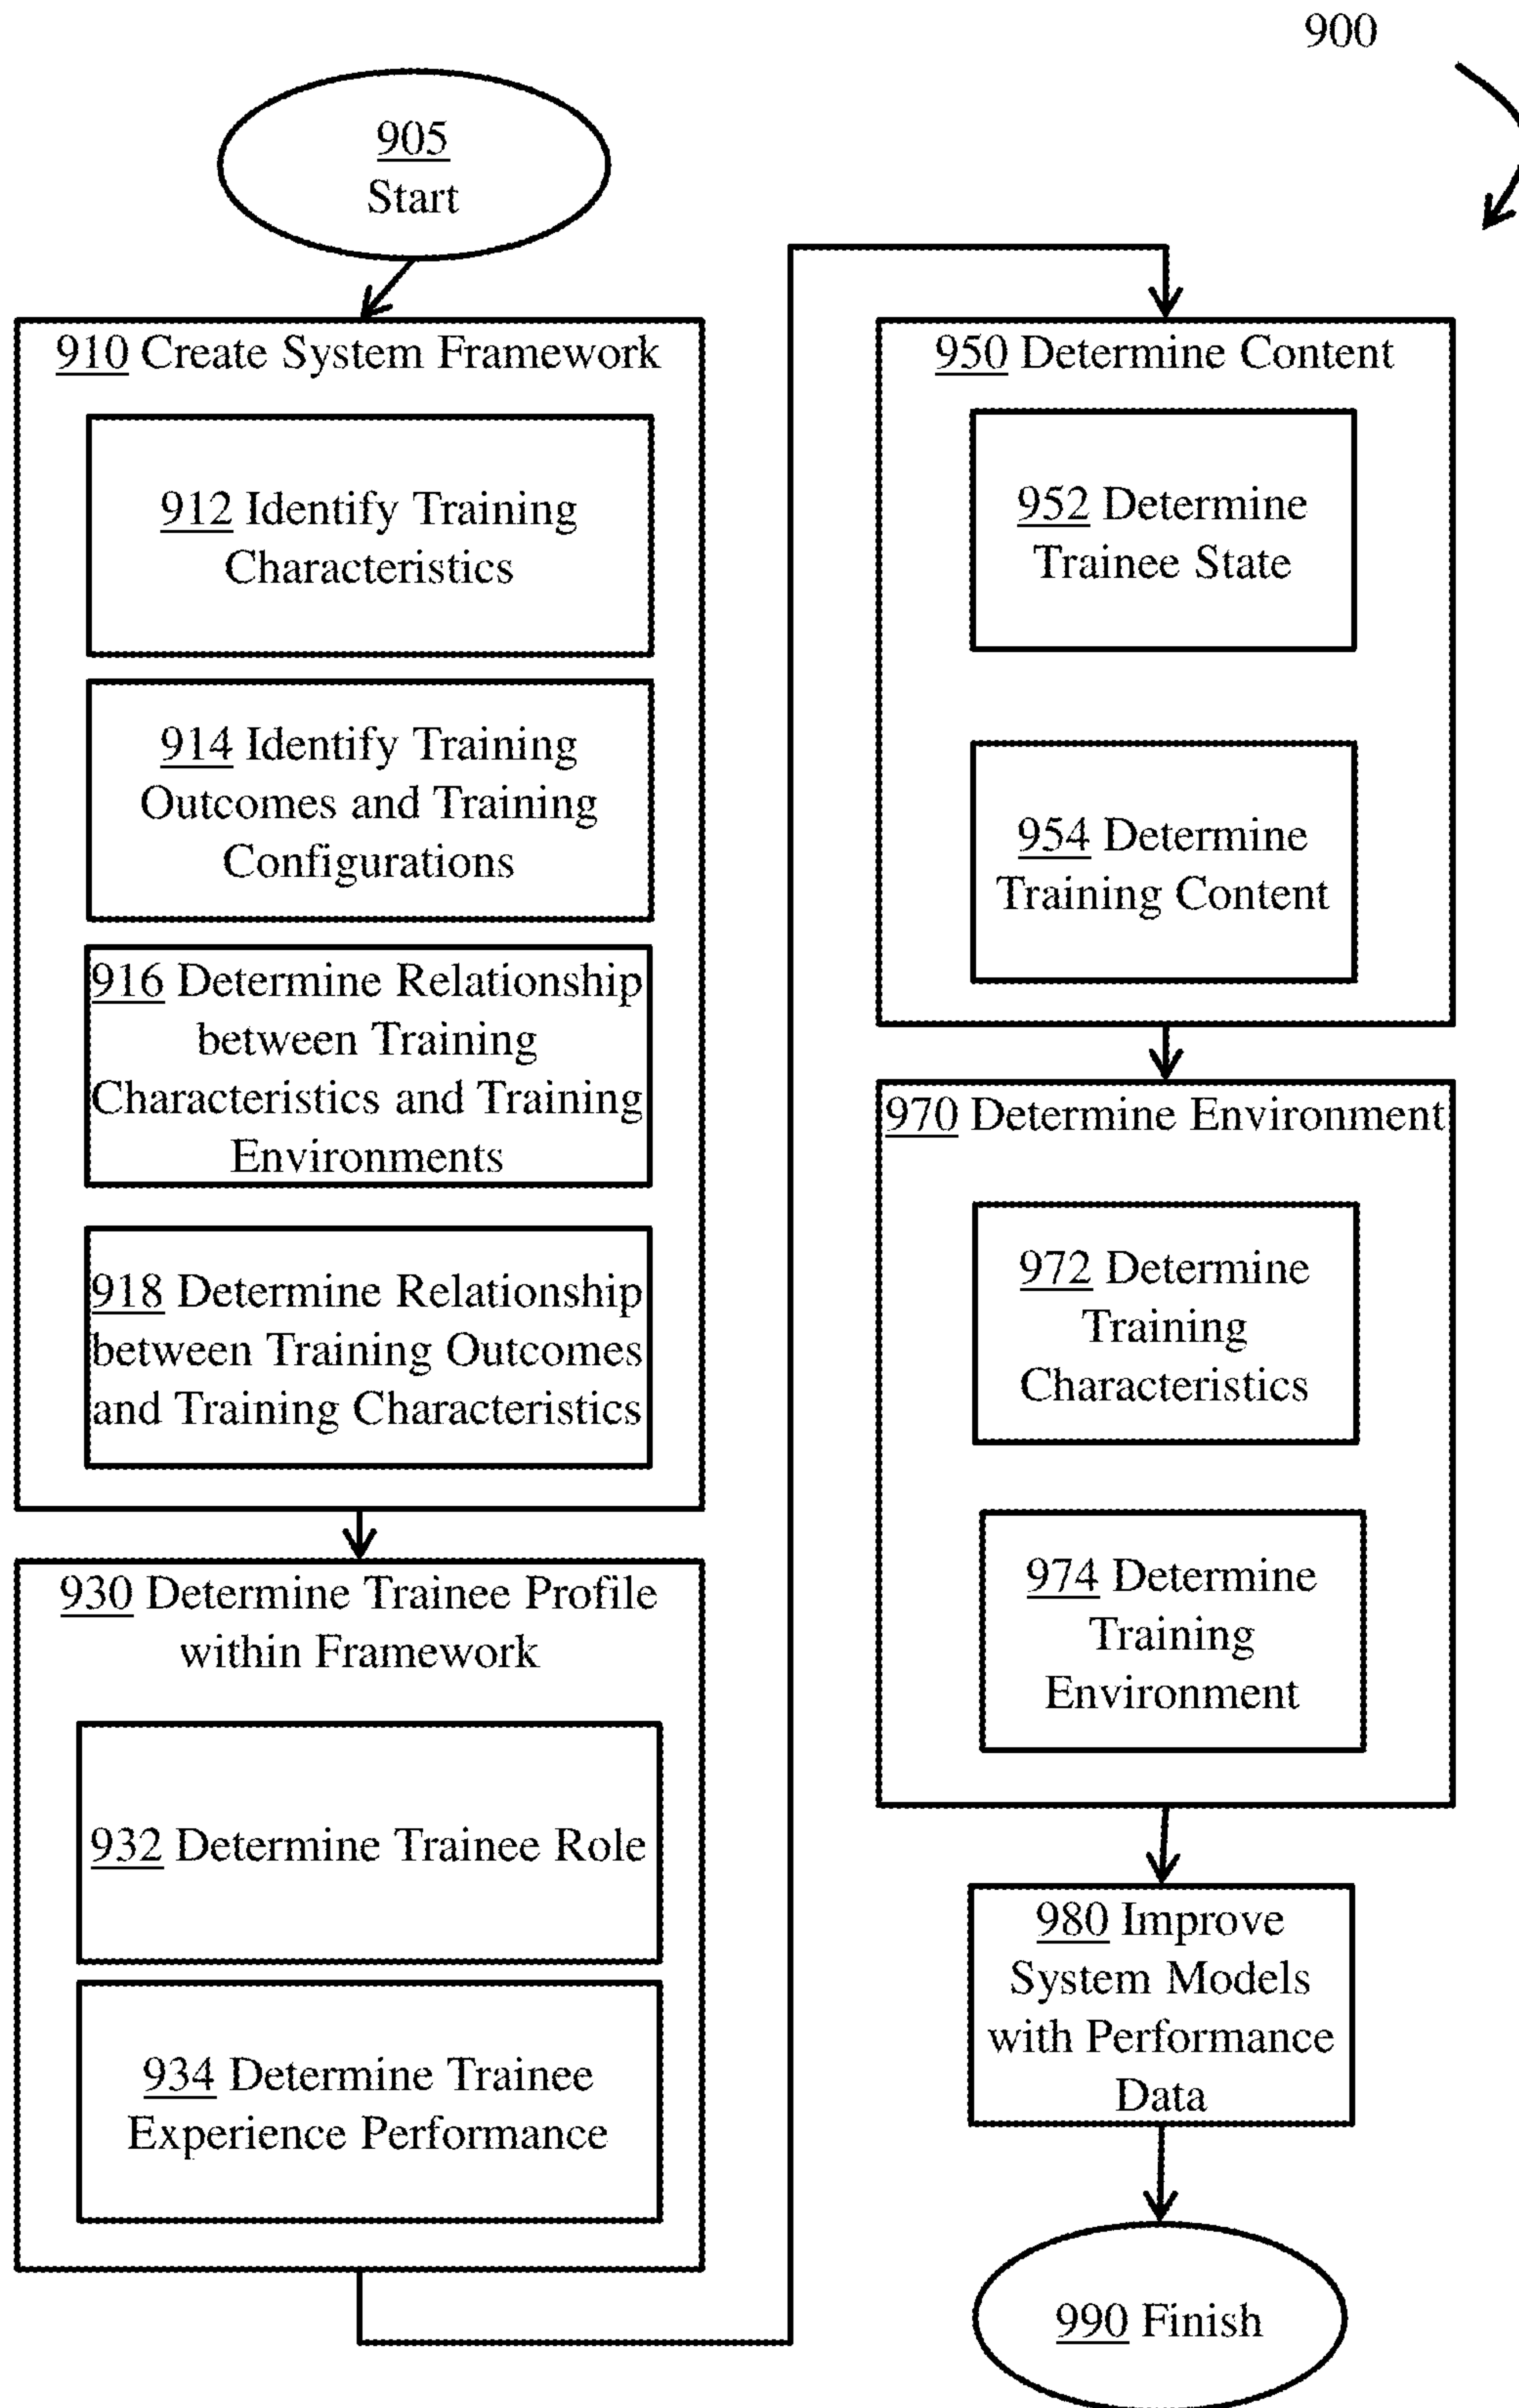 900
905
Start
910 Create System Framework
912 Identify Training
Characteristics
914 Identify Training
Outcomes and Training
Configurations
916 Determine Relationship
between Training
Characteristics and Training
Environments
918 Determine Relationship
between Training Outcomes
and Training Characteristics
930 Determine Trainee Profile
within Framework
932 Determine Trainee Role
934 Determine Trainee
Experience Performance
950 Determine Content
952 Determine
Trainee State
954 Determine
Training Content
970 Determine Environment
972 Determine
Training
Characteristics
974 Determine
Training
Environment
980 Improve
System Models
with Performance
Data
990 Finish